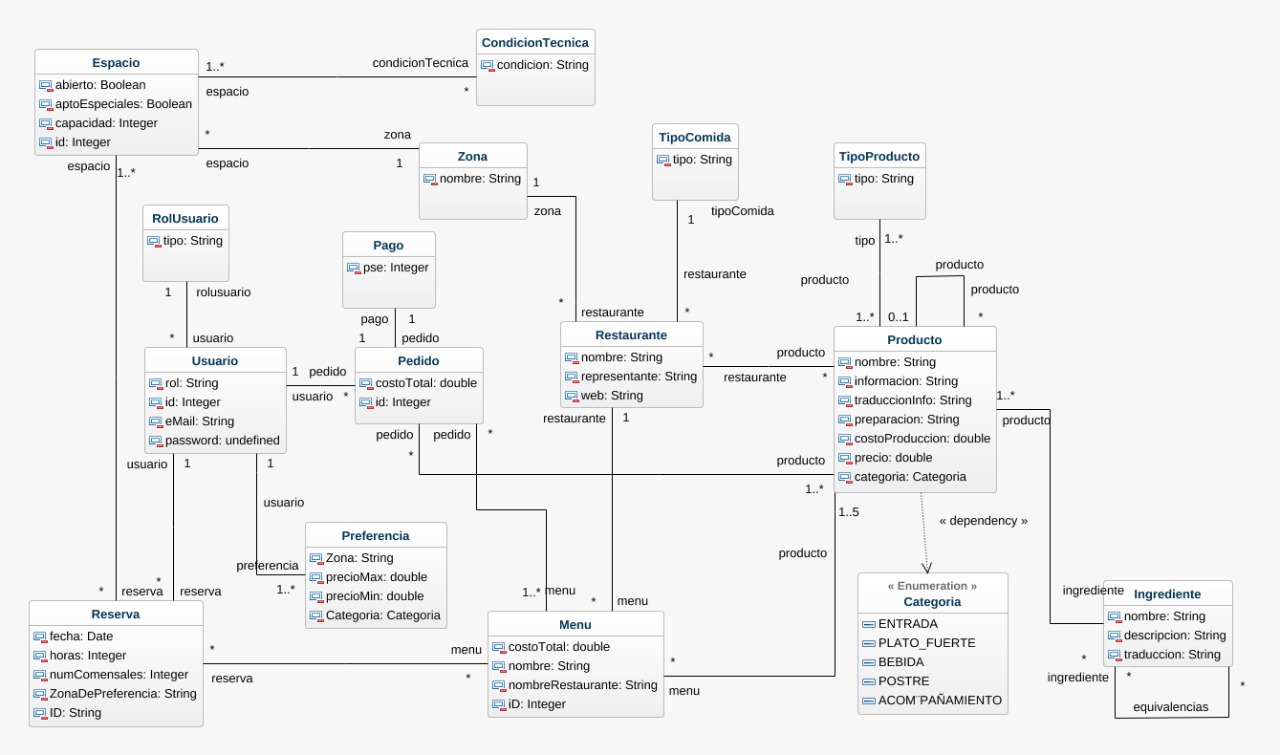 Espacio
abierto: Boolean
aptoEspeciales: Boolean
capacidad: Integer
id: Integer
1..*
condicionTecnica
espacio
*
CondicionTecnica
condicion: String
*
zona
espacio
1
Zona
nombre: String
1
zona
*
restaurante
TipoComida
tipo: String
1
tipoComida
restaurante
*
TipoProducto
tipo: String
tipo
1..*
producto
1..*
0..1
producto
producto
*
espacio
1..*
RolUsuario
tipo: String
1
rolusuario
*
usuario
Pago
pse: Integer
pago
1
1
pedido
Usuario
rol: String
id: Integer
eMail: String
password: undefined
1
pedido
usuario
*
Pedido
costoTotal: double
id: Integer
Restaurante
nombre: String
representante: String
web: String
*
producto
restaurante
*
Producto
nombre: String
informacion: String
traduccionInfo: String
preparacion: String
costoProduccion: double
precio: double
categoria: Categoria
1..*
producto
restaurante
1
pedido
*
pedido
*
producto
1..*
usuario
1
1
usuario
preferencia
1..*
Preferencia
Zona: String
precioMax: double
precioMin: double
Categoria: Categoria
1..5
producto
« dependency »
*
reserva
*
reserva
1..*
menu
*
menu
Reserva
fecha: Date
horas: Integer
numComensales: Integer
ZonaDePreferencia: String
ID: String
*
menu
reserva
*
Menu
costoTotal: double
nombre: String
nombreRestaurante: String
iD: Integer
*
menu
« Enumeration »
Categoria
ENTRADA
PLATO_FUERTE
BEBIDA
POSTRE
ACOM¨PAÑAMIENTO
ingrediente
*
Ingrediente
nombre: String
descripcion: String
traduccion: String
ingrediente
*
*
equivalencias